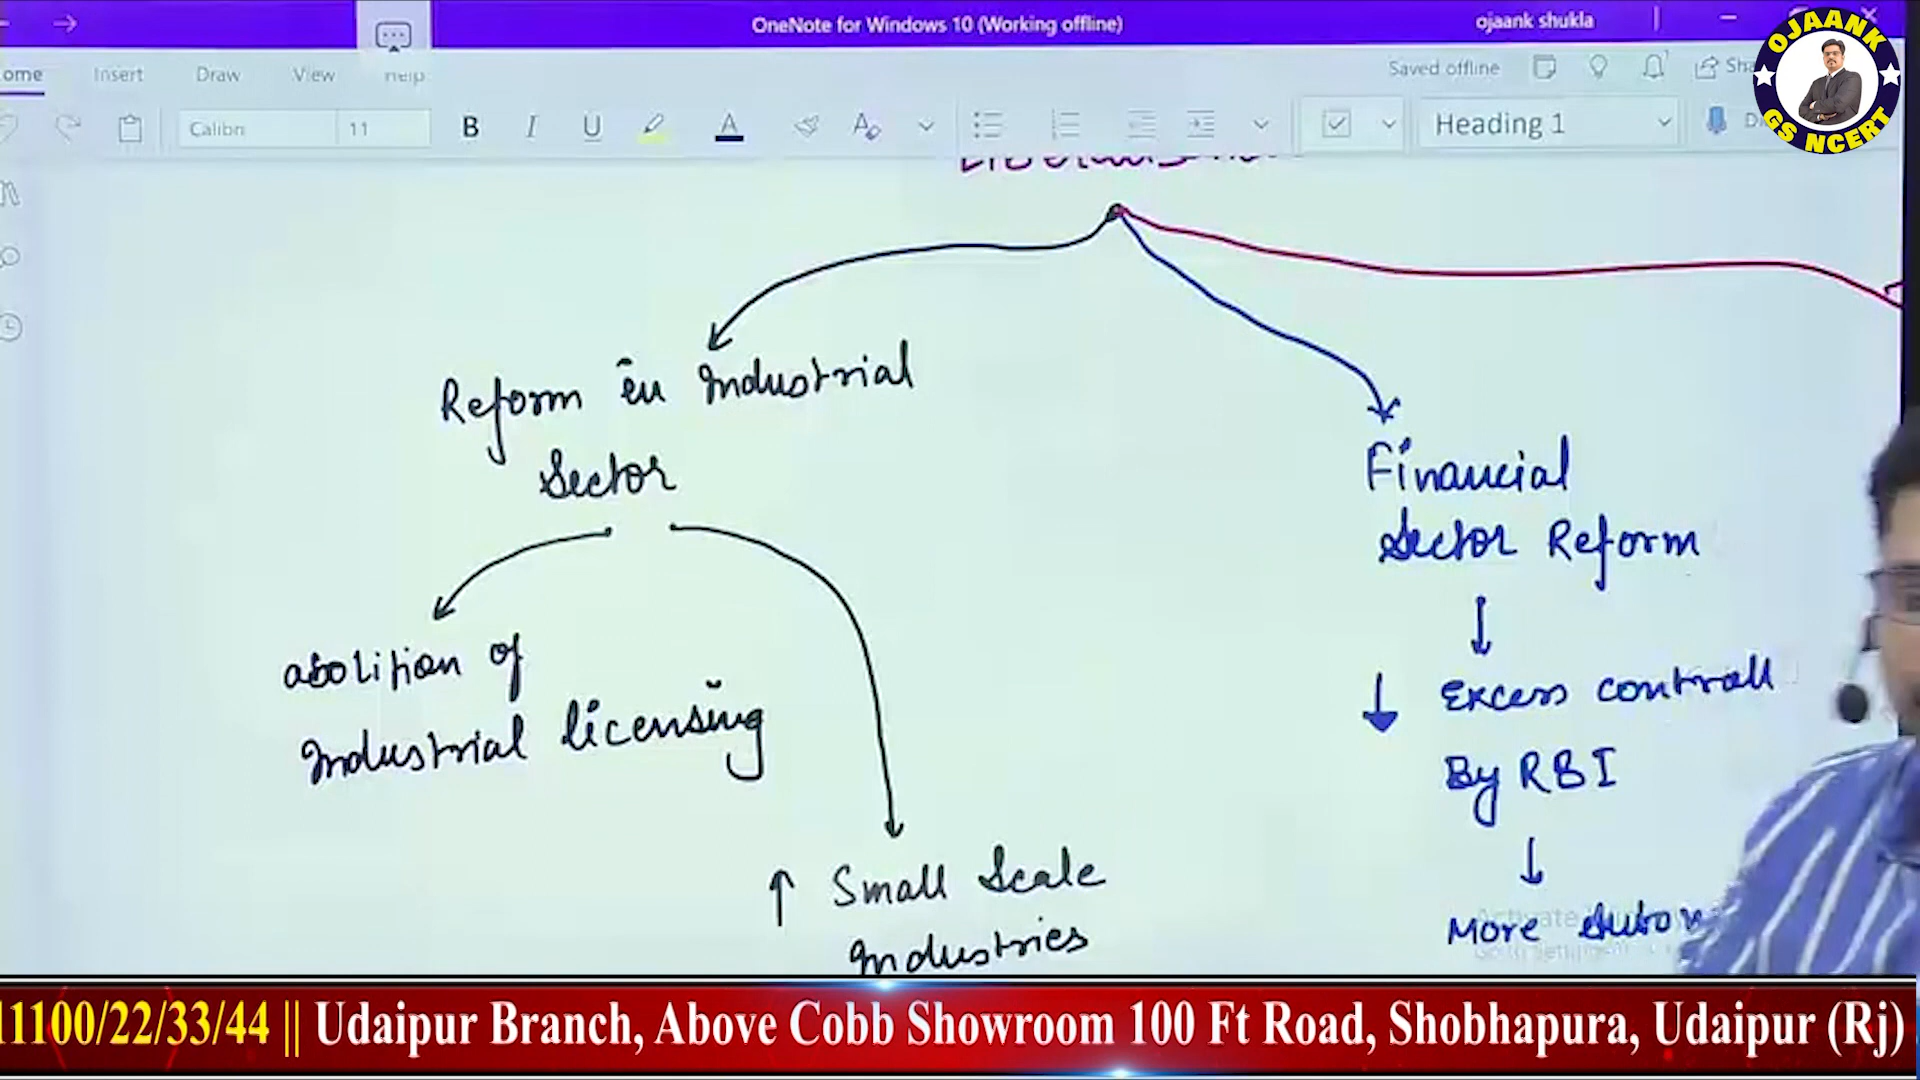 OneNote for Windows 10 (Working offline)
ojaank shukla
ome Insert Draw View Help
Saved offline
Calibri 11
B I U A
Heading 1
OJAANK
GS NCERT
Reform in Industrial
Sector
abolition of
Industrial licensing
↑ Small Scale
Industries
Financial
Sector Reform
↓
↓ Excess controll
By RBI
↓
More
Activate
11100/22/33/44 || Udaipur Branch, Above Cobb Showroom 100 Ft Road, Shobhapura, Udaipur (Rj)